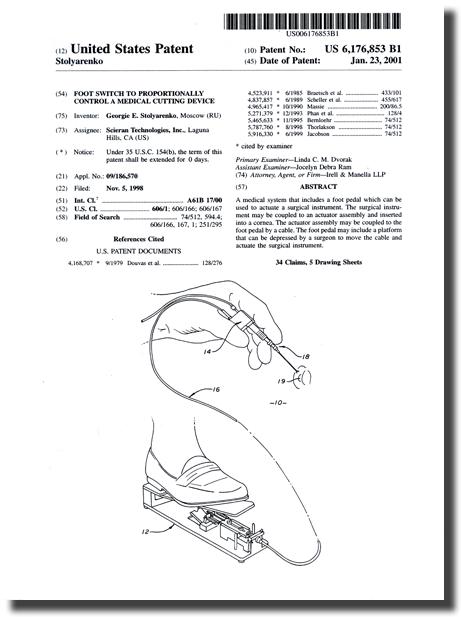 US006176853B1
(12) United States Patent
Stolyarenko
(10) Patent No.: US 6,176,853 B1
(45) Date of Patent: Jan. 23, 2001
(54) FOOT SWITCH TO PROPORTIONALLY
CONTROL A MEDICAL CUTTING DEVICE
(75) Inventor: Georgie E. Stolyarenko, Moscow (RU)
(73) Assignee: Scieran Technologies, Inc., Laguna
Hills, CA (US)
( * ) Notice: Under 35 U.S.C. 154(b), the term of this
patent shall be extended for 0 days.
(21) Appl. No.: 09/186,570
(22) Filed: Nov. 5, 1998
(51) Int. Cl.7 ........ A61B 17/00
(52) U.S. Cl. ........ 606/1; 606/166; 606/167
(58) Field of Search ........ 74/512, 594.4;
606/166, 167, 1; 251/295
(56) References Cited
U.S. PATENT DOCUMENTS
4,168,707 * 9/1979 Douvas et al. ........ 128/276
4,523,911 * 6/1985 Braetsch et al. ........ 433/101
4,837,857 * 6/1989 Scheller et al. ........ 455/617
4,965,417 * 10/1990 Massie ........ 200/86.5
5,271,379 * 12/1993 Phan et al. ........ 128/4
5,465,633 * 11/1995 Bernloehr ........ 74/512
5,787,760 * 8/1998 Thorlakson ........ 74/512
5,916,330 * 6/1999 Jacobson ........ 74/512
* cited by examiner
Primary Examiner—Linda C. M. Dvorak
Assistant Examiner—Jocelyn Debra Ram
(74) Attorney, Agent, or Firm—Irell & Manella LLP
(57) ABSTRACT
A medical system that includes a foot pedal which can be
used to actuate a surgical instrument. The surgical instru-
ment may be coupled to an actuator assembly and inserted
into a cornea. The actuator assembly may be coupled to the
foot pedal by a cable. The foot pedal may include a platform
that can be depressed by a surgeon to move the cable and
actuate the surgical instrument.
34 Claims, 5 Drawing Sheets
14
18
19
16
-10-
12